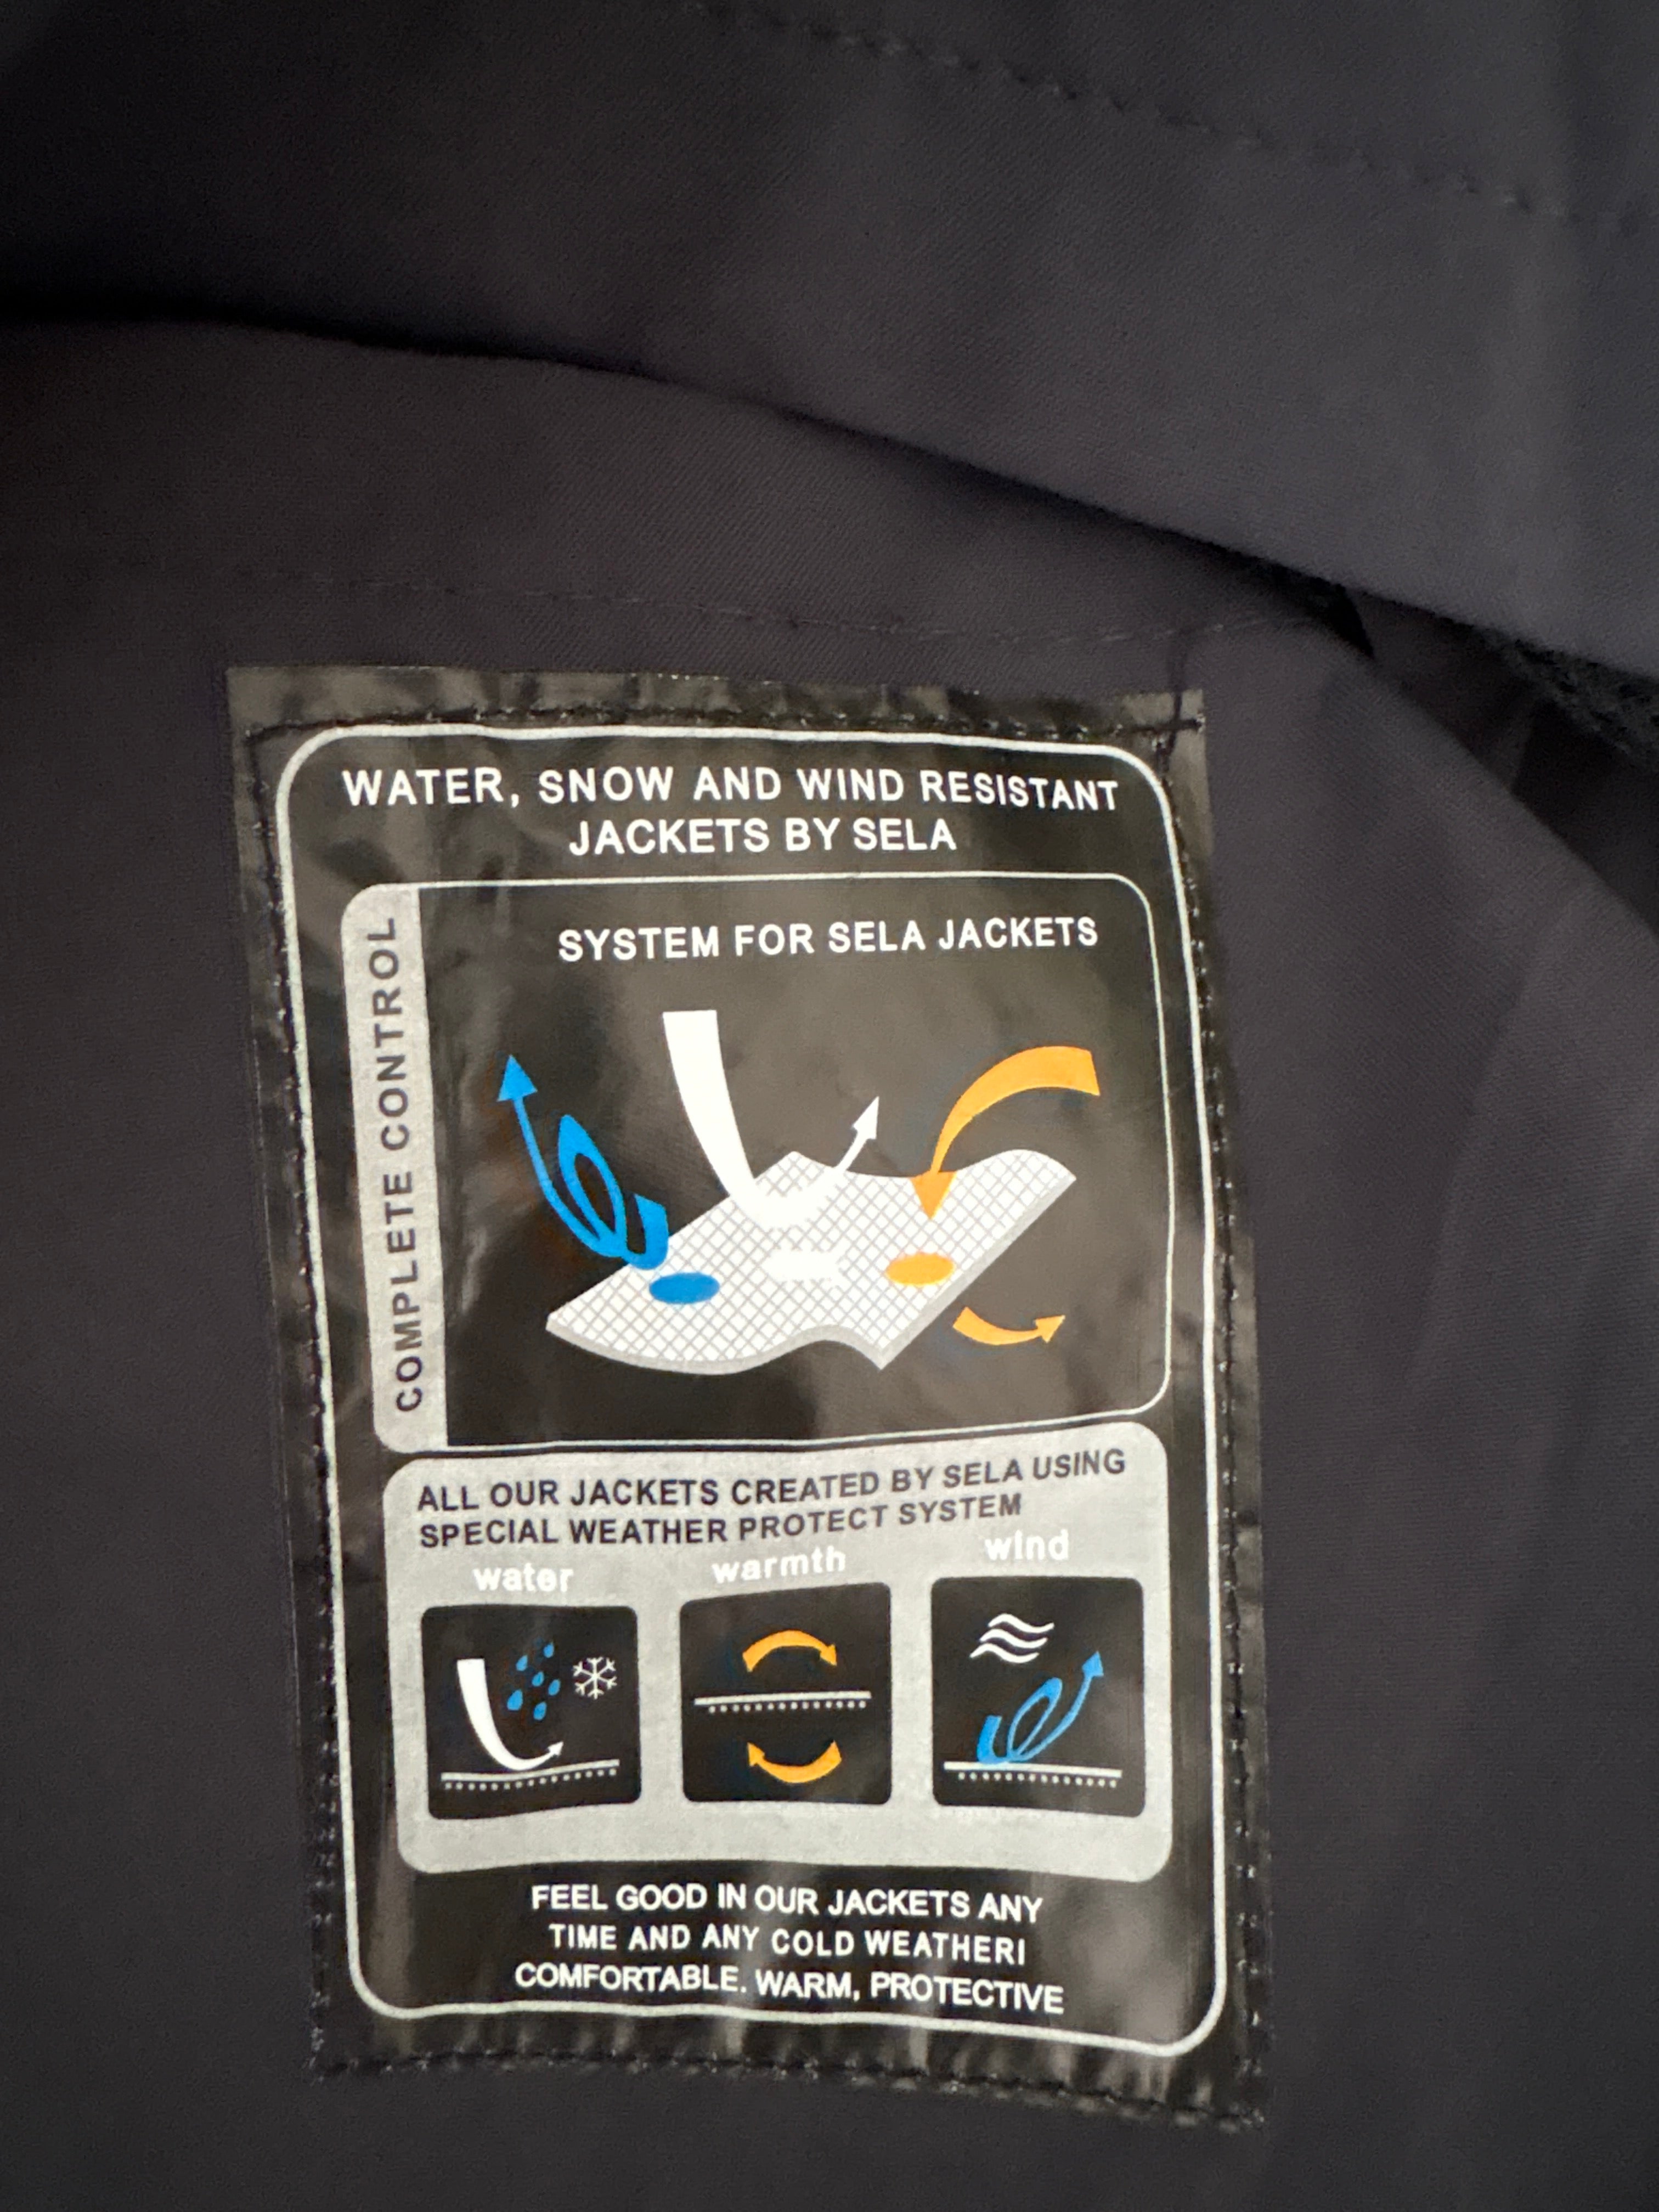 WATER, SNOW AND WIND RESISTANT
JACKETS BY SELA
COMPLETE CONTROL
SYSTEM FOR SELA JACKETS
ALL OUR JACKETS CREATED BY SELA USING
SPECIAL WEATHER PROTECT SYSTEM
water warmth wind
FEEL GOOD IN OUR JACKETS ANY
TIME AND ANY COLD WEATHERI
COMFORTABLE. WARM, PROTECTIVE